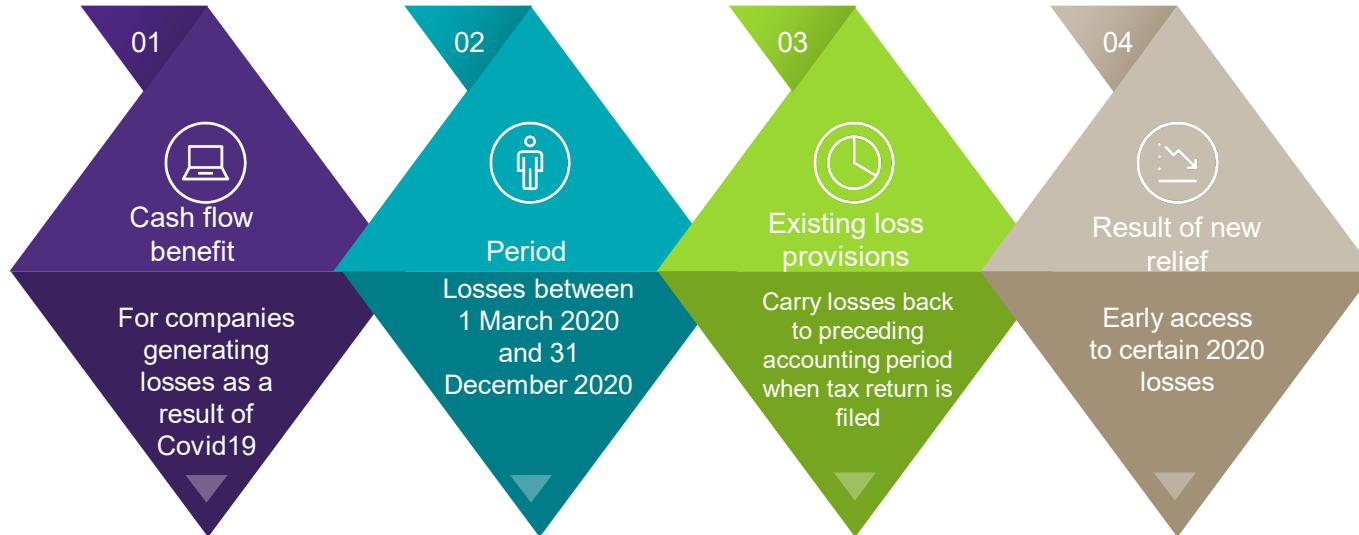 01
Cash flow
benefit
For companies
generating
losses as a
result of
Covid19
02
Period
Losses between
1 March 2020
and 31
December 2020
03
Existing loss
provisions
Carry losses back
to preceding
accounting period
when tax return is
filed
04
Result of new
relief
Early access
to certain 2020
losses